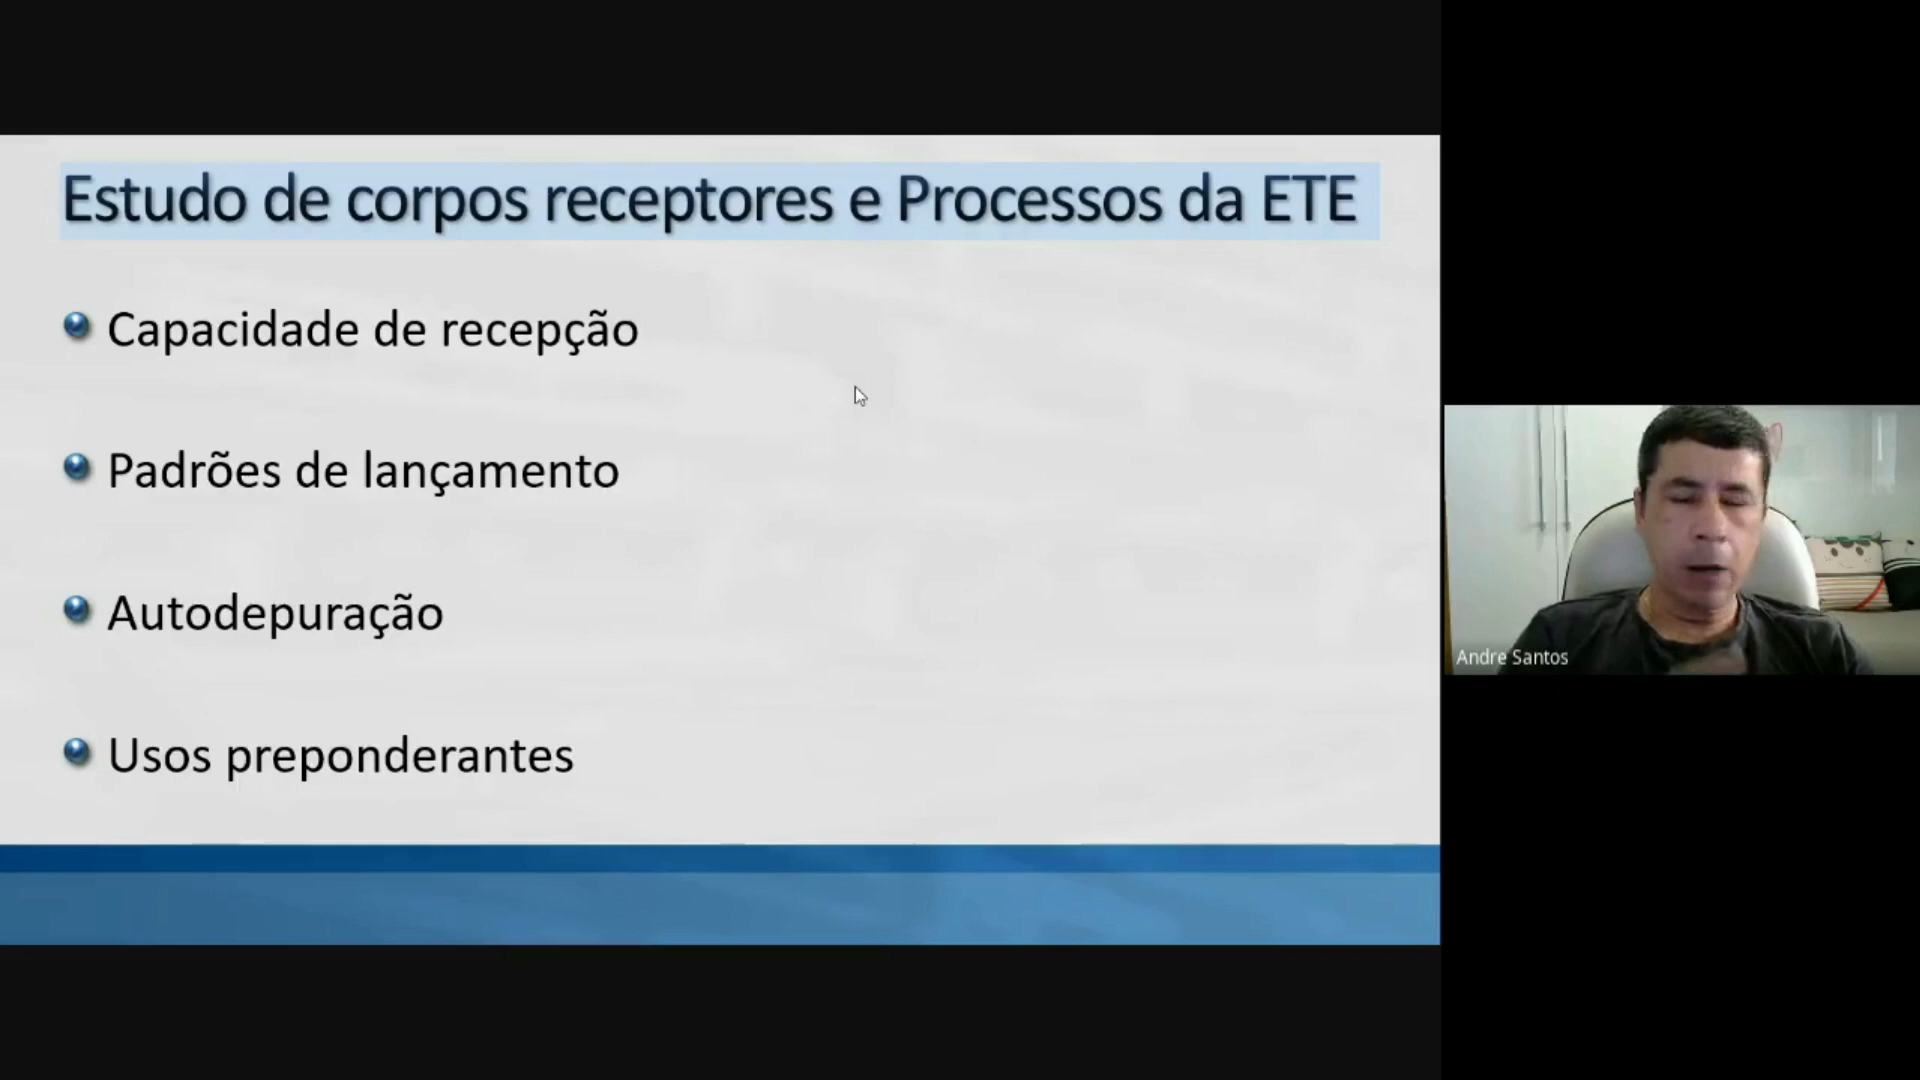 Estudo de corpos receptores e Processos da ETE
Capacidade de recepção
Padrões de lançamento
Autodepuração
Usos preponderantes
Andre Santos